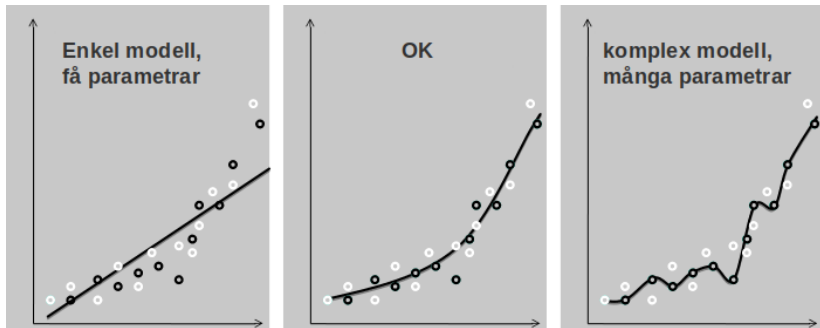 Enkel modell,
få parametrar
OK
komplex modell,
många parametrar